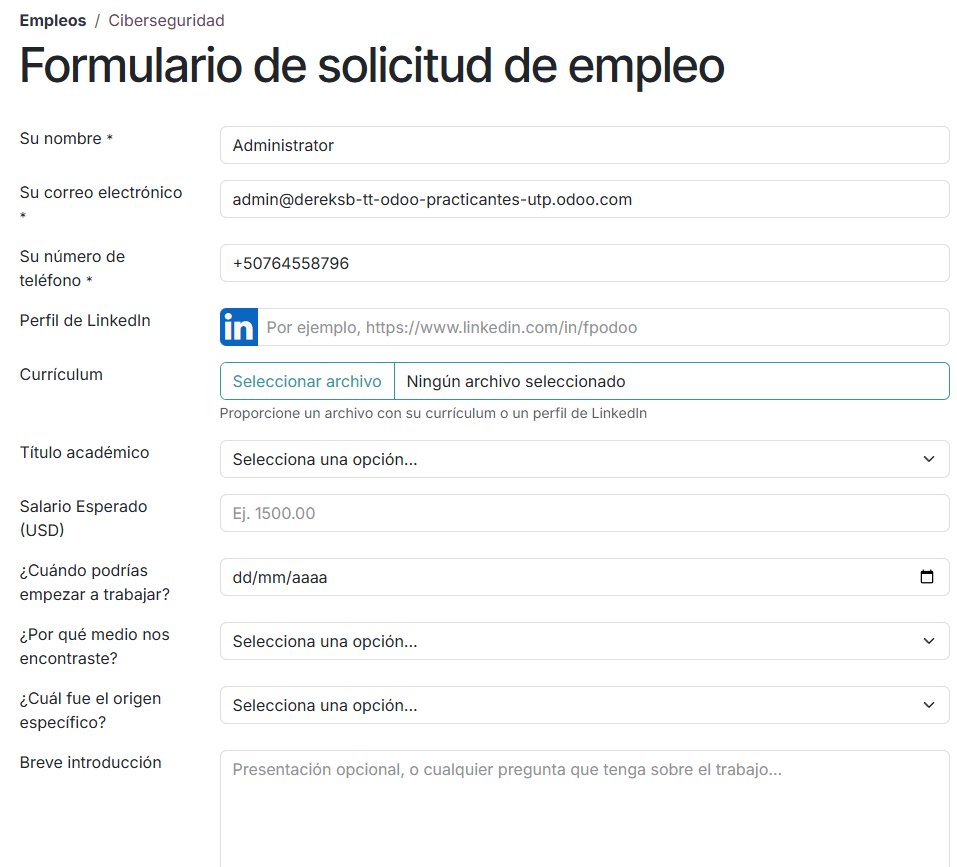 Empleos / Ciberseguridad
Formulario de solicitud de empleo
Su nombre *
Administrator
Su correo electrónico
*
admin@dereksb-tt-odoo-practicantes-utp.odoo.com
Su número de
teléfono *
+50764558796
Perfil de LinkedIn
in Por ejemplo, https://www.linkedin.com/in/fpodoo
Currículum
Seleccionar archivo Ningún archivo seleccionado
Proporcione un archivo con su currículum o un perfil de LinkedIn
Título académico
Selecciona una opción...
Salario Esperado
(USD)
Ej. 1500.00
¿Cuándo podrías
empezar a trabajar?
dd/mm/aaaa
¿Por qué medio nos
encontraste?
Selecciona una opción...
¿Cuál fue el origen
específico?
Selecciona una opción...
Breve introducción
Presentación opcional, o cualquier pregunta que tenga sobre el trabajo...